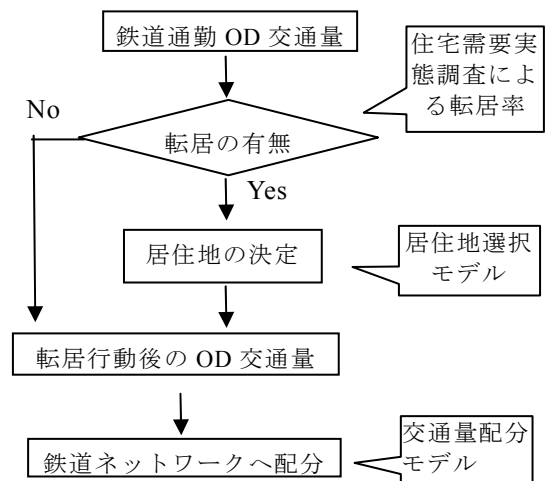 鉄道通勤 OD 交通量
住宅需要実
態調査によ
る転居率
No
転居の有無
Yes
居住地の決定
居住地選択
モデル
転居行動後の OD 交通量
交通量配分
モデル
鉄道ネットワークへ配分